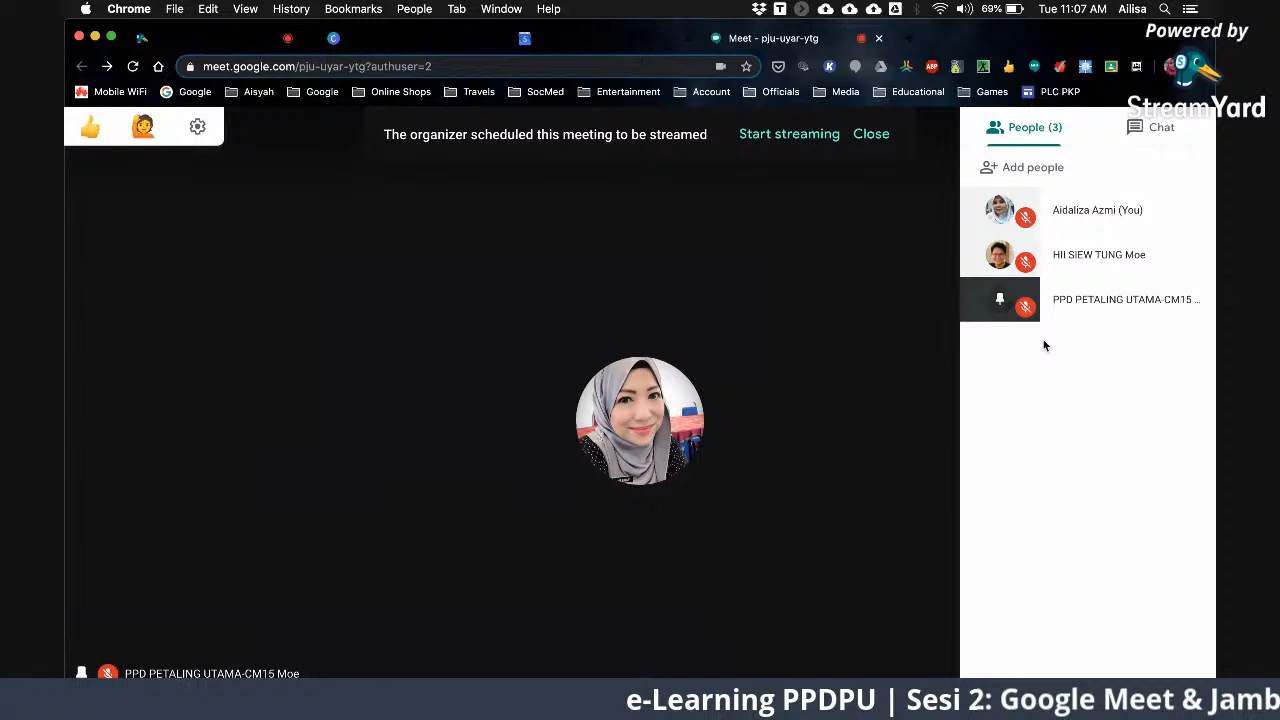 Chrome File Edit View History Bookmarks People Tab Window Help 69% Tue 11:07 AM Ailisa
Powered by
StreamYard
Meet - pju-uyar-ytg
meet.google.com/pju-uyar-ytg?authuser=2
Mobile WiFi Google Aisyah Google Online Shops Travels SocMed Entertainment Account Officials Media Educational Games PLC PKP
The organizer scheduled this meeting to be streamed Start streaming Close
People (3) Chat
Add people
Aidaliza Azmi (You)
HII SIEW TUNG Moe
PPD PETALING UTAMA-CM15 ...
PPD PETALING UTAMA-CM15 Moe
e-Learning PPDPU | Sesi 2: Google Meet & Jamb